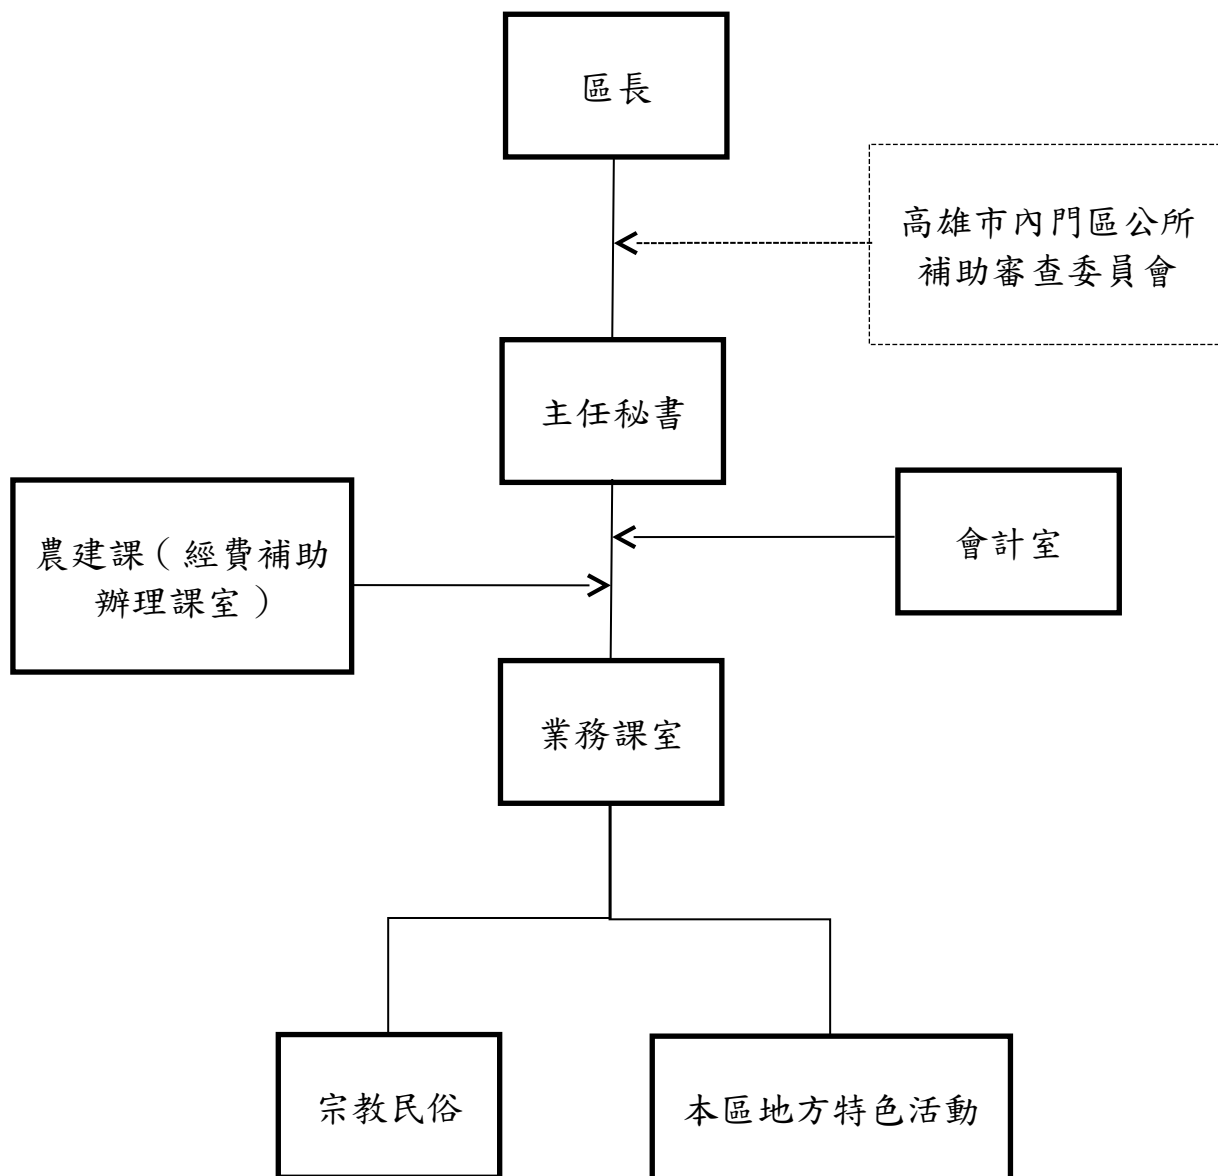 區長
高雄市內門區公所
補助審查委員會
主任秘書
農建課（經費補助
辦理課室）
會計室
業務課室
宗教民俗
本區地方特色活動